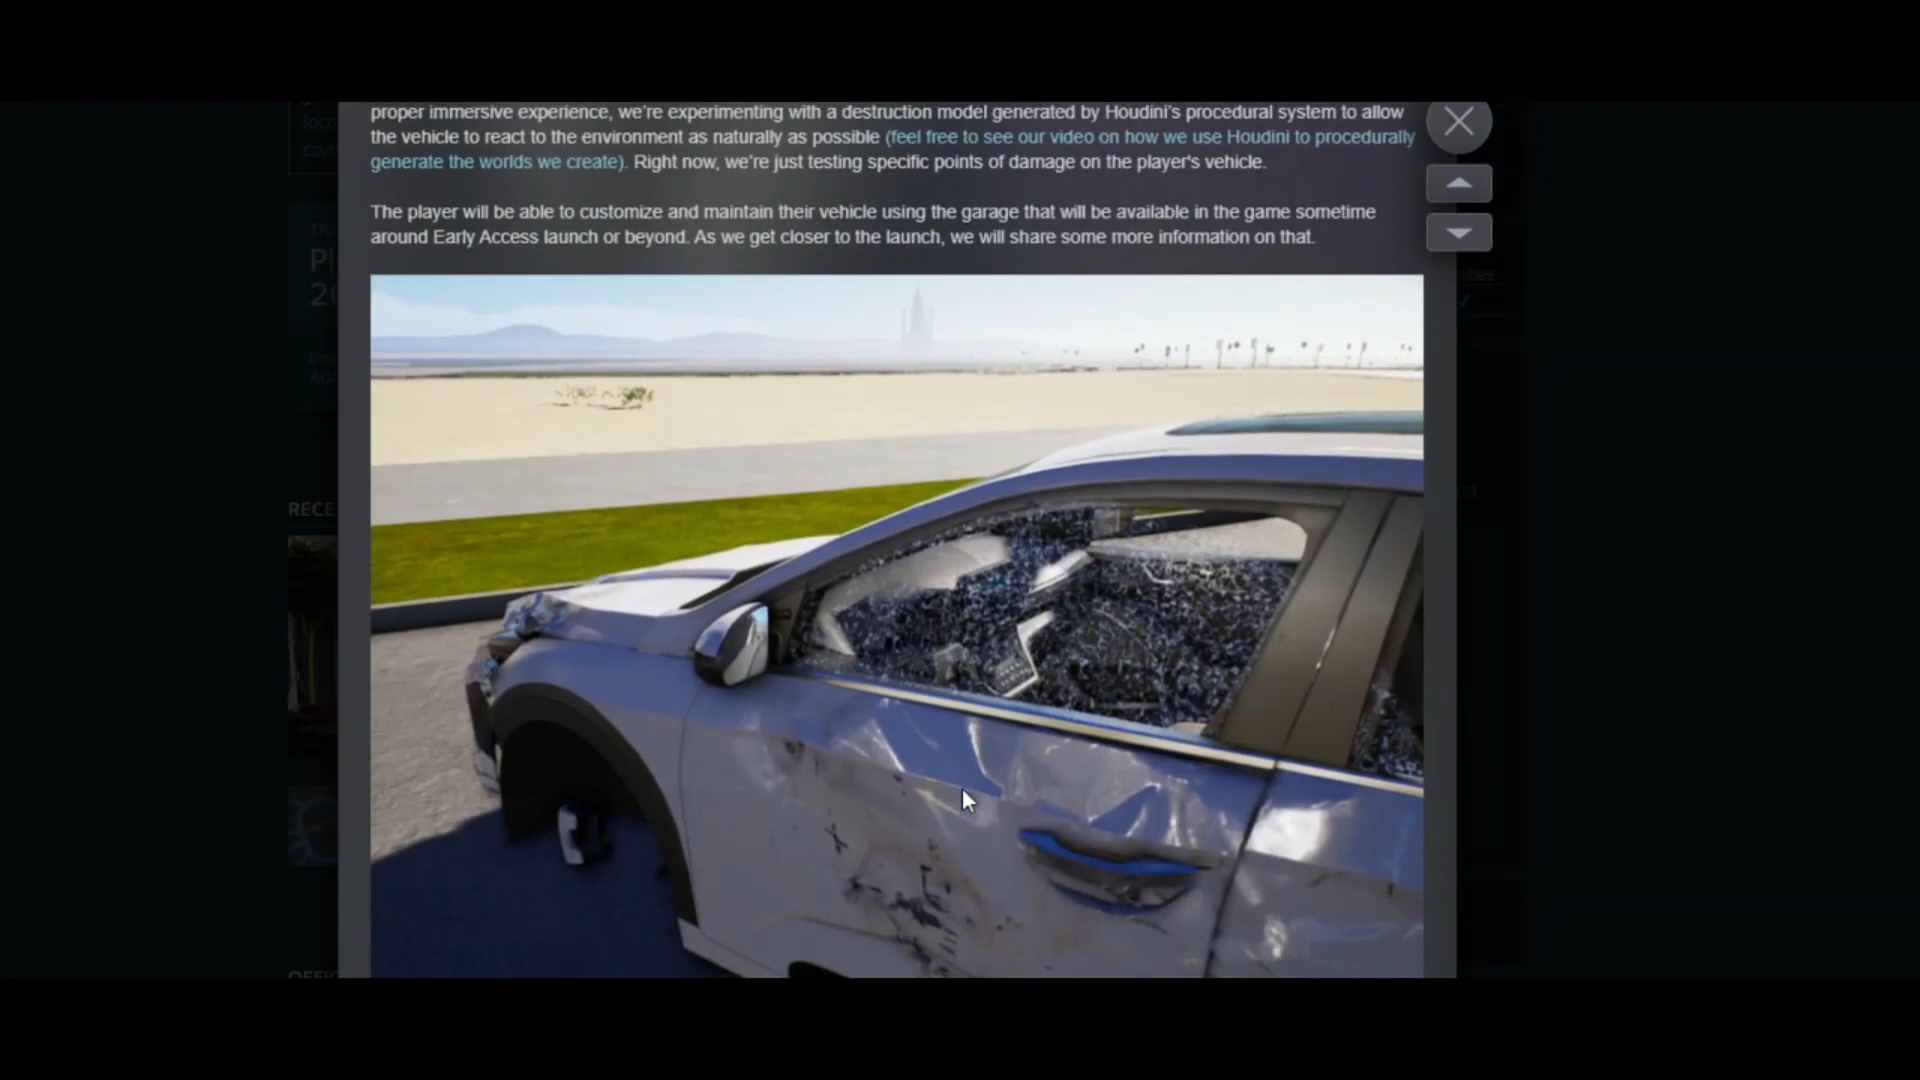 proper immersive experience, we're experimenting with a destruction model generated by Houdini's procedural system to allow
the vehicle to react to the environment as naturally as possible (feel free to see our video on how we use Houdini to procedurally
generate the worlds we create). Right now, we're just testing specific points of damage on the player's vehicle.
The player will be able to customize and maintain their vehicle using the garage that will be available in the game sometime
around Early Access launch or beyond. As we get closer to the launch, we will share some more information on that.
RECE